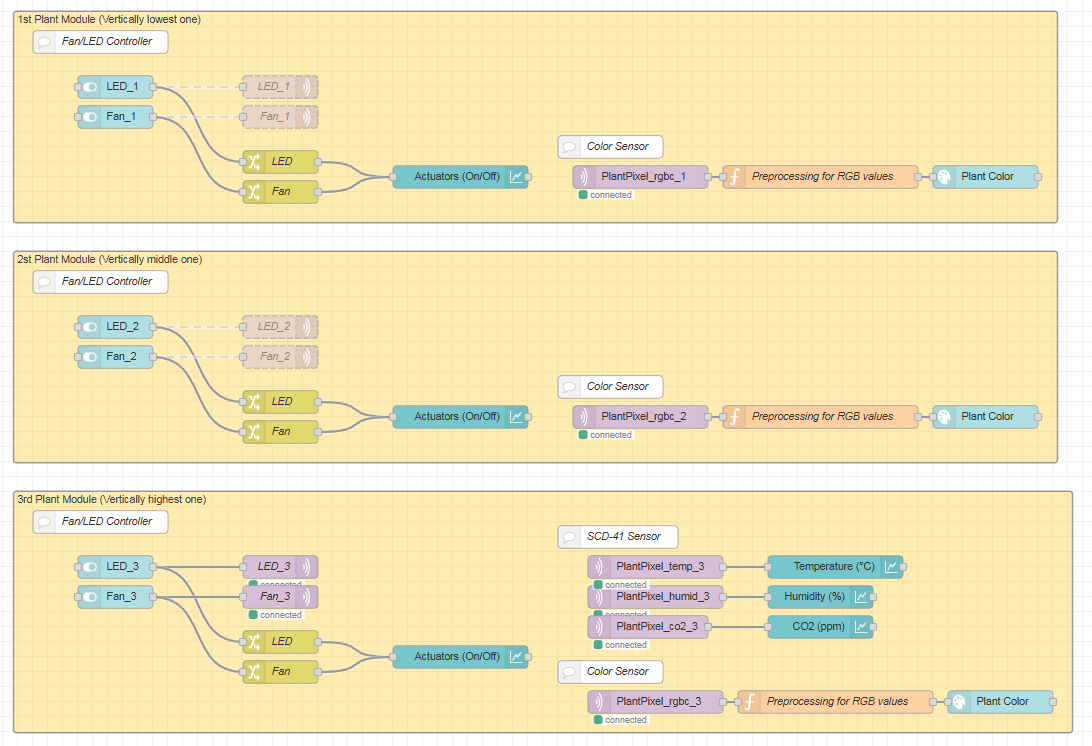 1st Plant Module (Vertically lowest one)
Fan/LED Controller
LED_1
LED_1
Fan_1
Fan_1
LED
Fan
Actuators (On/Off)
Color Sensor
PlantPixel_rgbc_1
Preprocessing for RGB values
Plant Color
connected
2st Plant Module (Vertically middle one)
Fan/LED Controller
LED_2
LED_2
Fan_2
Fan_2
LED
Fan
Actuators (On/Off)
Color Sensor
PlantPixel_rgbc_2
Preprocessing for RGB values
Plant Color
connected
3rd Plant Module (Vertically highest one)
Fan/LED Controller
LED_3
LED_3
connected
Fan_3
Fan_3
connected
LED
Fan
Actuators (On/Off)
SCD-41 Sensor
PlantPixel_temp_3
Temperature (°C)
connected
PlantPixel_humid_3
Humidity (%)
connected
PlantPixel_co2_3
CO2 (ppm)
connected
Color Sensor
PlantPixel_rgbc_3
Preprocessing for RGB values
Plant Color
connected